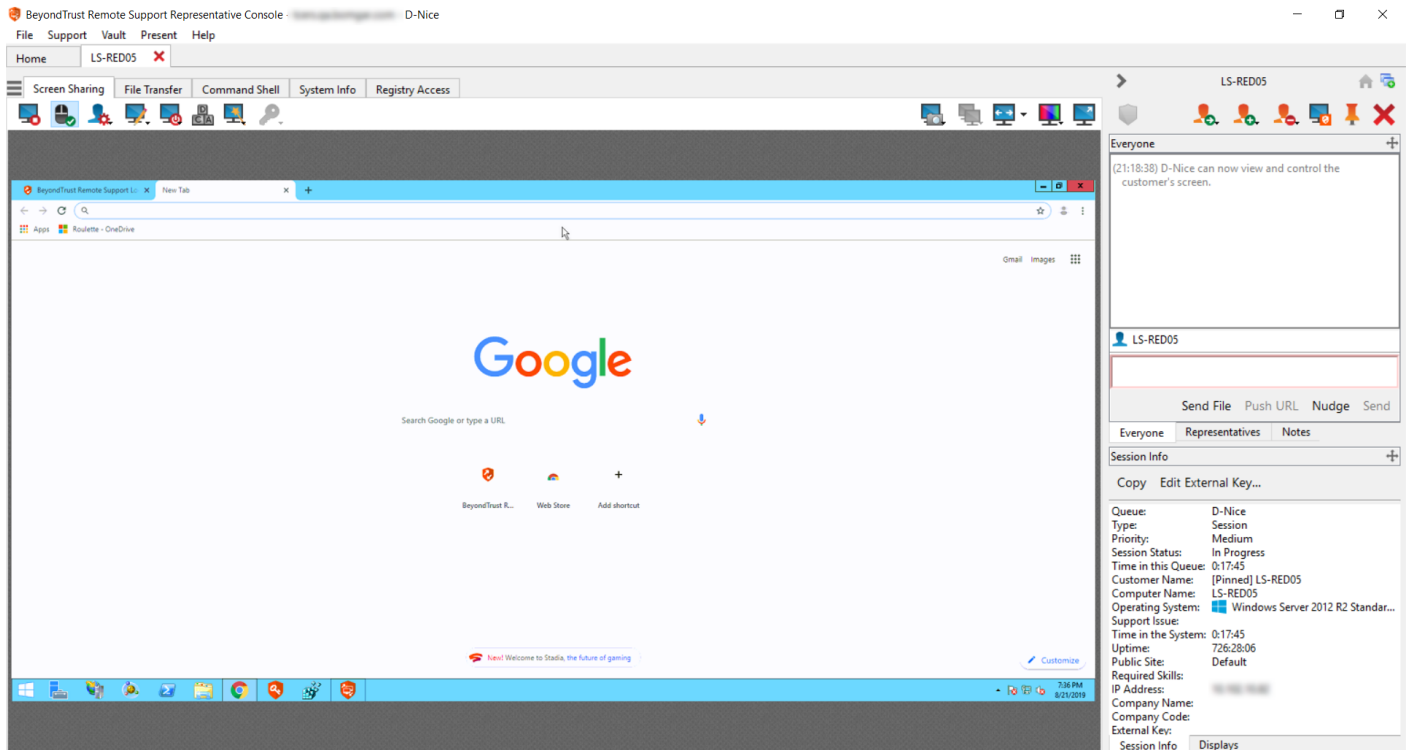 BeyondTrust Remote Support Representative Console - D-Nice
File Support Vault Present Help
Home LS-RED05
Screen Sharing File Transfer Command Shell System Info Registry Access
LS-RED05
Everyone
(21:18:38) D-Nice can now view and control the
customer's screen.
BeyondTrust Remote Support Lo New Tab
Apps Roulette - OneDrive
Gmail Images
Google
Search Google or type a URL
BeyondTrust R... Web Store Add shortcut
New! Welcome to Stadia, the future of gaming
Customize
7:36 PM
8/21/2019
LS-RED05
Send File Push URL Nudge Send
Everyone Representatives Notes
Session Info
Copy Edit External Key...
Queue: D-Nice
Type: Session
Priority: Medium
Session Status: In Progress
Time in this Queue: 0:17:45
Customer Name: [Pinned] LS-RED05
Computer Name: LS-RED05
Operating System: Windows Server 2012 R2 Standar...
Support Issue:
Time in the System: 0:17:45
Uptime: 726:28:06
Public Site: Default
Required Skills:
IP Address:
Company Name:
Company Code:
External Key:
Session Info Displays